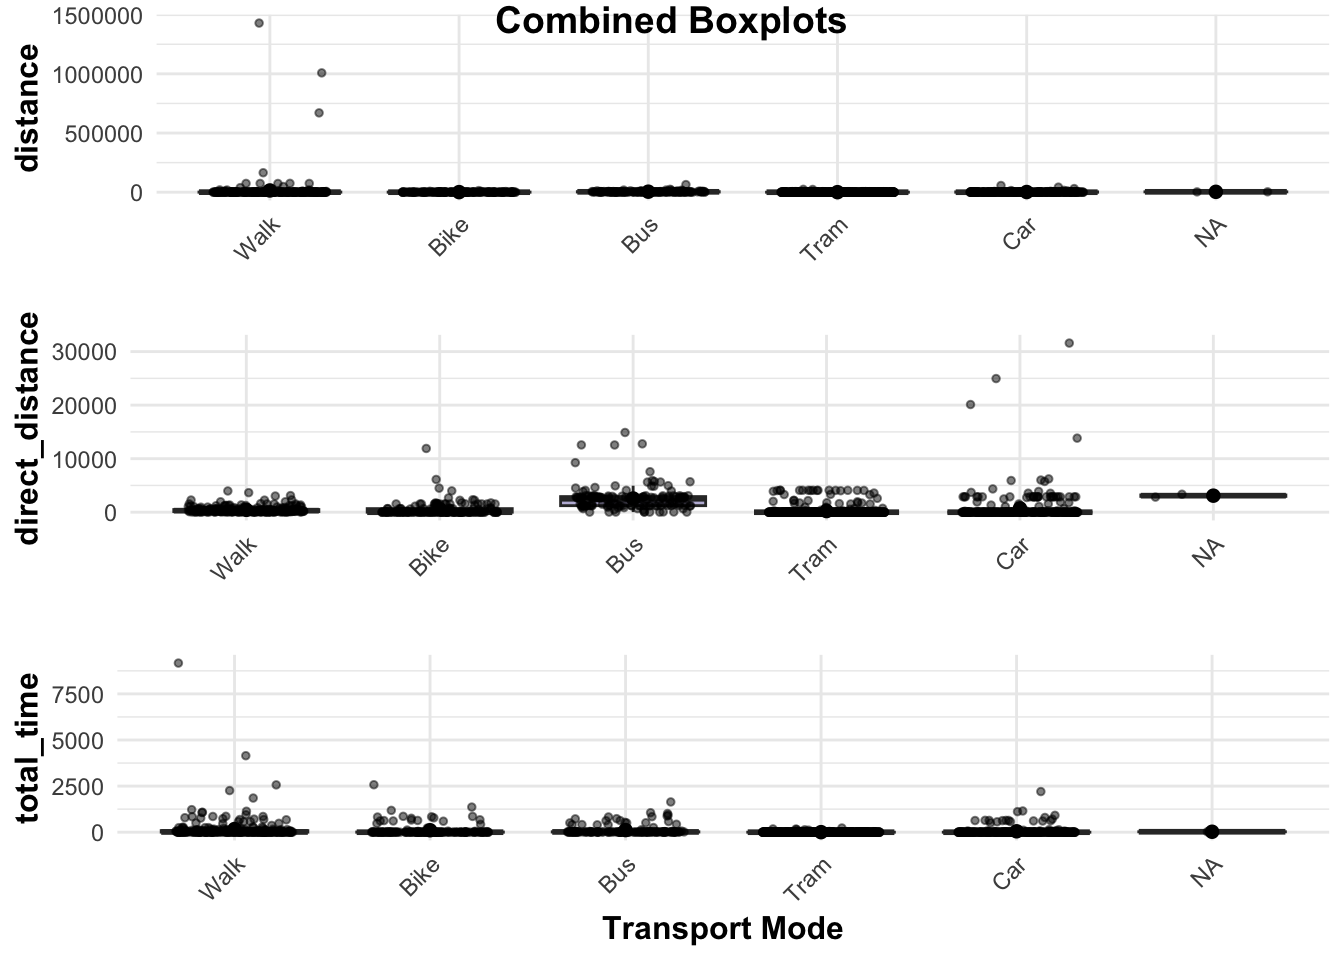 Combined Boxplots
distance
1500000
1000000
500000
0
Walk Bike Bus Tram Car NA
direct_distance
30000
20000
10000
0
Walk Bike Bus Tram Car NA
total_time
7500
5000
2500
0
Walk Bike Bus Tram Car NA
Transport Mode